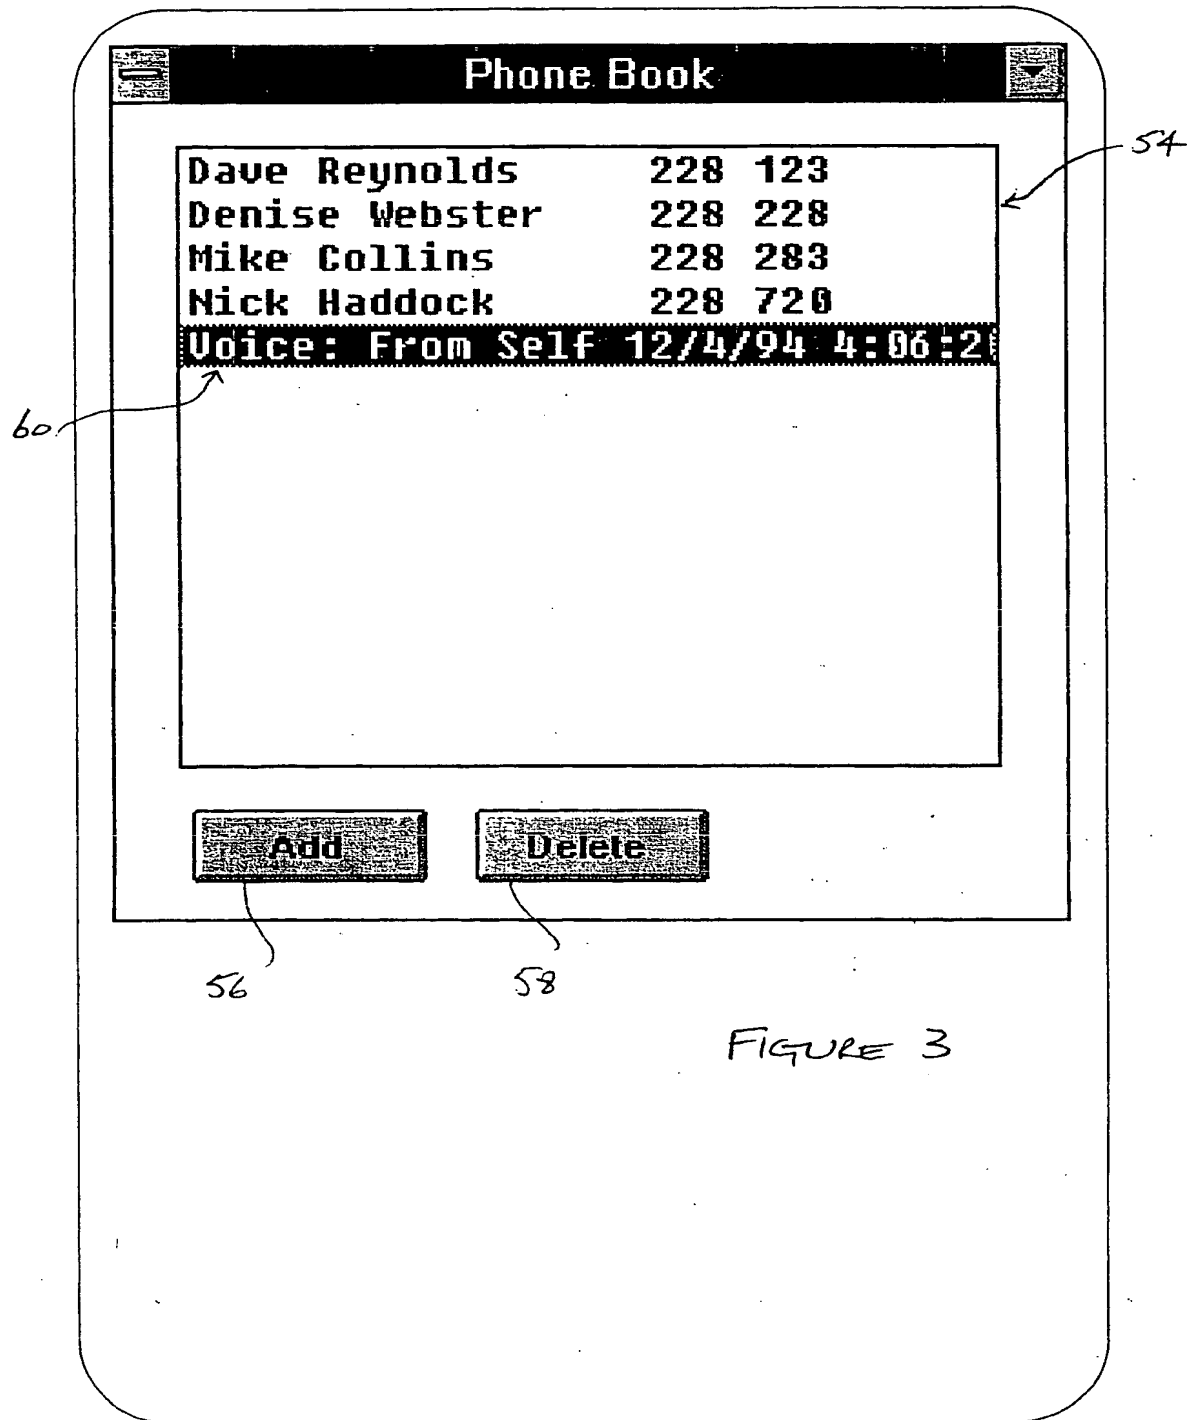 Phone Book
54
Dave Reynolds 228 123
Denise Webster 228 228
Mike Collins 228 283
Nick Haddock 228 720
Voice: From Self 12/4/94 4:06:2
60
Add Delete
56 58
FIGURE 3